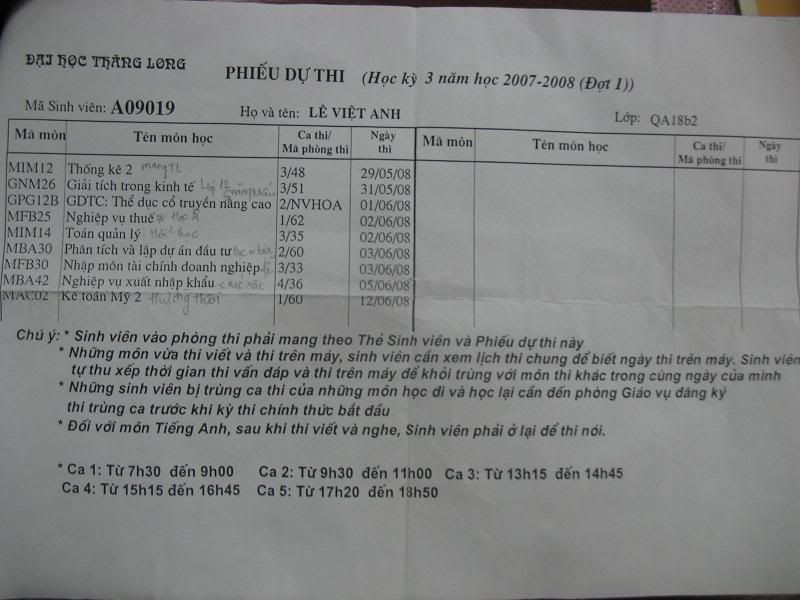 ĐẠI HỌC THĂNG LONG
PHIẾU DỰ THI (Học kỳ 3 năm học 2007-2008 (Đợt 1))
Mã Sinh viên: A09019 Họ và tên: LÊ VIỆT ANH Lớp: QA18b2
Mã môn Tên môn học Ca thi/ Mã phòng thi Ngày thi Mã môn Tên môn học Ca thi/ Mã phòng thi Ngày thi
MIM12 Thống kê 2 mang TL 3/48 29/05/08
GNM26 Giải tích trong kinh tế 3/51 31/05/08
GPG12B GDTC: Thể dục cổ truyền nâng cao 2/NVHOA 01/06/08
MFB25 Nghiệp vụ thuế 1/62 02/06/08
MIM14 Toán quản lý 3/35 02/06/08
MBA30 Phân tích và lập dự án đầu tư 2/60 03/06/08
MFB30 Nhập môn tài chính doanh nghiệp 3/33 03/06/08
MBA42 Nghiệp vụ xuất nhập khẩu 4/36 05/06/08
MAC02 Kế toán Mỹ 2 1/60 12/06/08
Chú ý: * Sinh viên vào phòng thi phải mang theo Thẻ Sinh viên và Phiếu dự thi này
* Những môn vừa thi viết và thi trên máy, sinh viên cần xem lịch thi chung để biết ngày thi trên máy. Sinh viên
tự thu xếp thời gian thi vấn đáp và thi trên máy để khỏi trùng với môn thi khác trong cùng ngày của mình
* Những sinh viên bị trùng ca thi của những môn học đi và học lại cần đến phòng Giáo vụ đăng ký
thi trùng ca trước khi kỳ thi chính thức bắt đầu
* Đối với môn Tiếng Anh, sau khi thi viết và nghe, Sinh viên phải ở lại để thi nói.
* Ca 1: Từ 7h30 đến 9h00 Ca 2: Từ 9h30 đến 11h00 Ca 3: Từ 13h15 đến 14h45
Ca 4: Từ 15h15 đến 16h45 Ca 5: Từ 17h20 đến 18h50